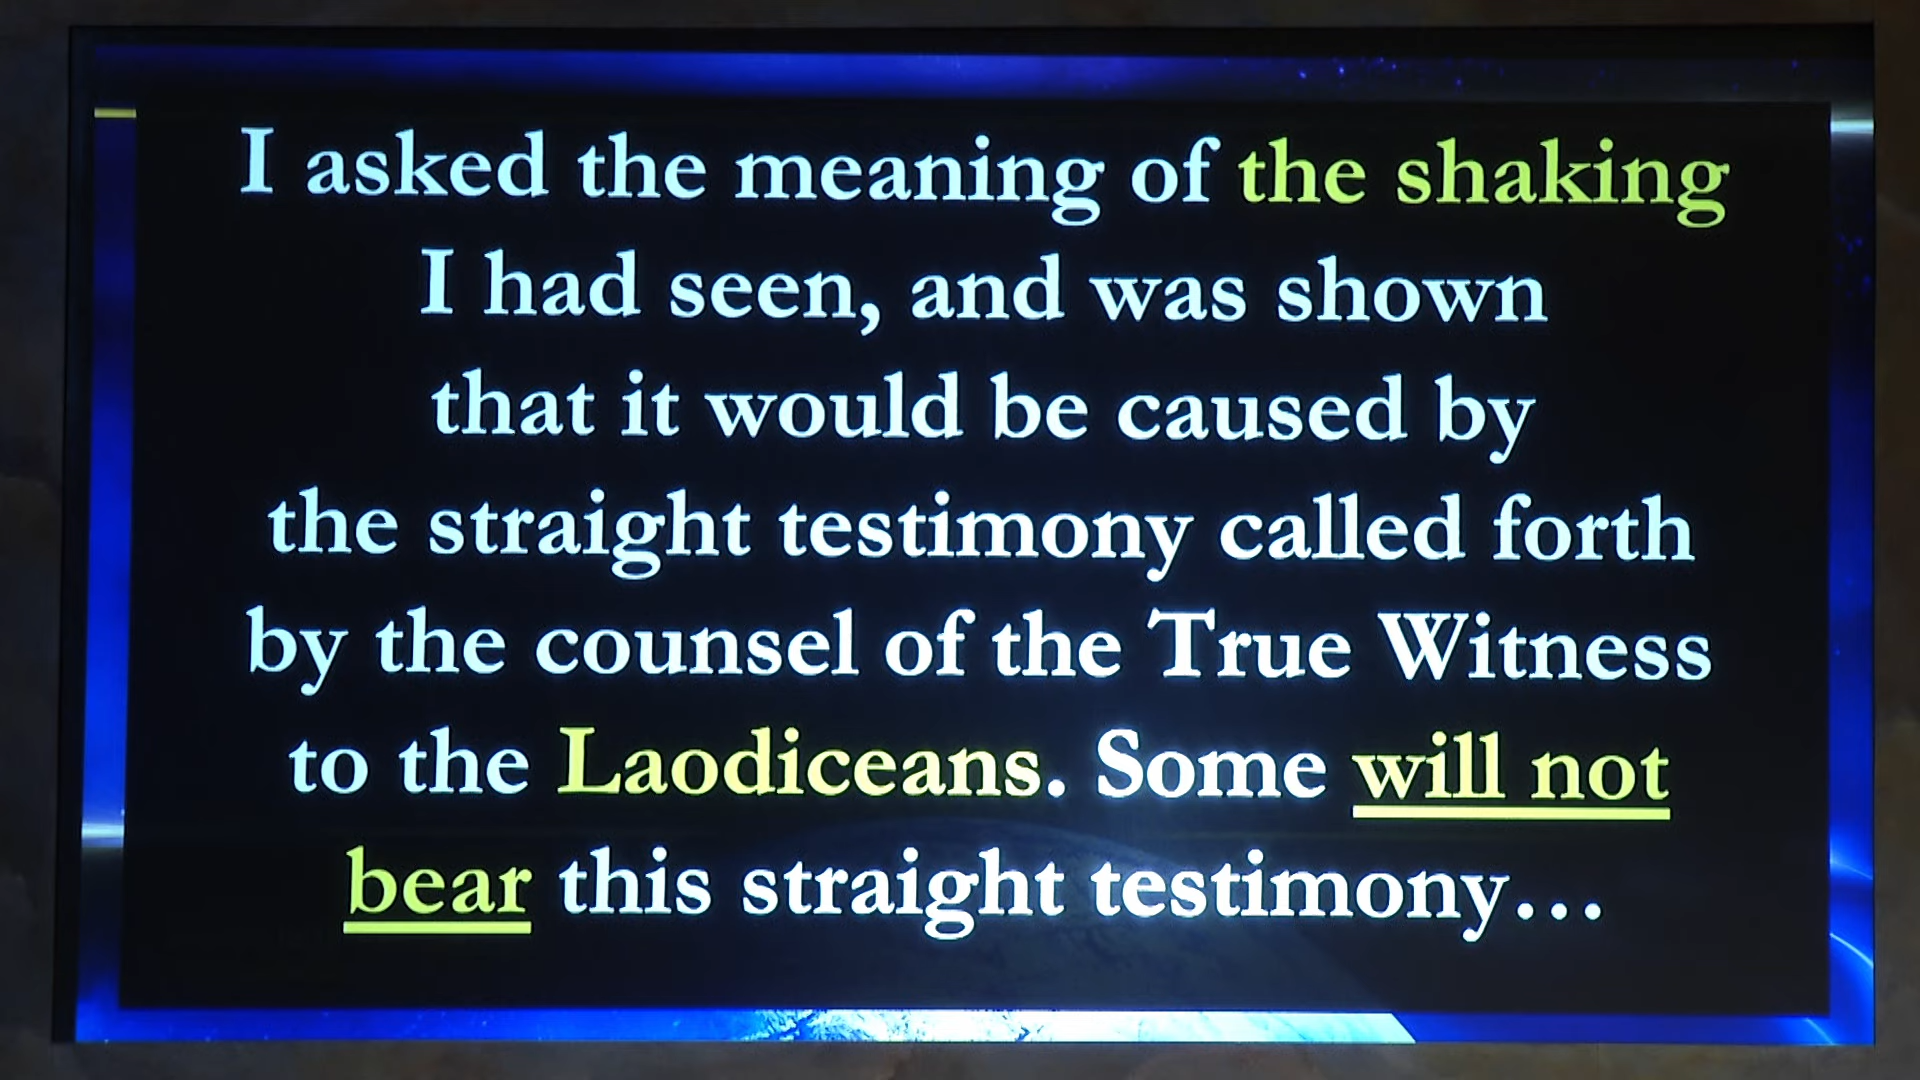 I asked the meaning of the shaking
I had seen, and was shown
that it would be caused by
the straight testimony called forth
by the counsel of the True Witness
to the Laodiceans. Some will not
bear this straight testimony…